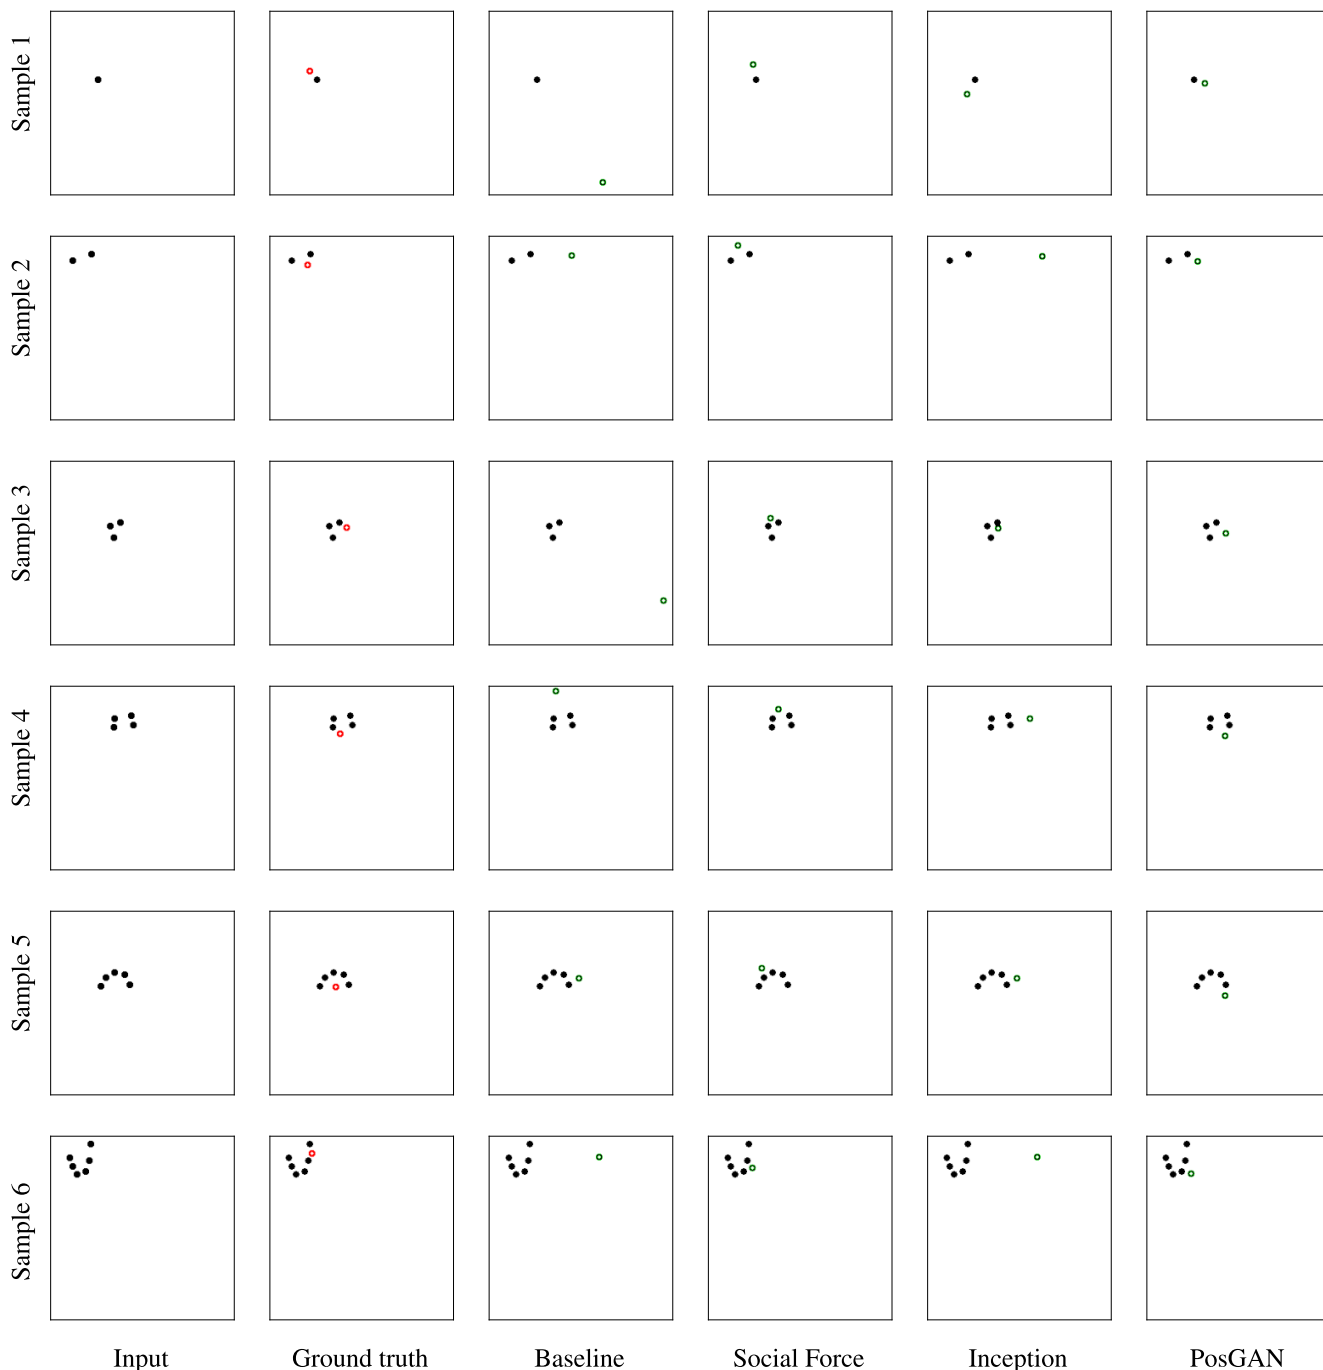 Sample 1
Sample 2
Sample 3
Sample 4
Sample 5
Sample 6
Input Ground truth Baseline Social Force Inception PosGAN